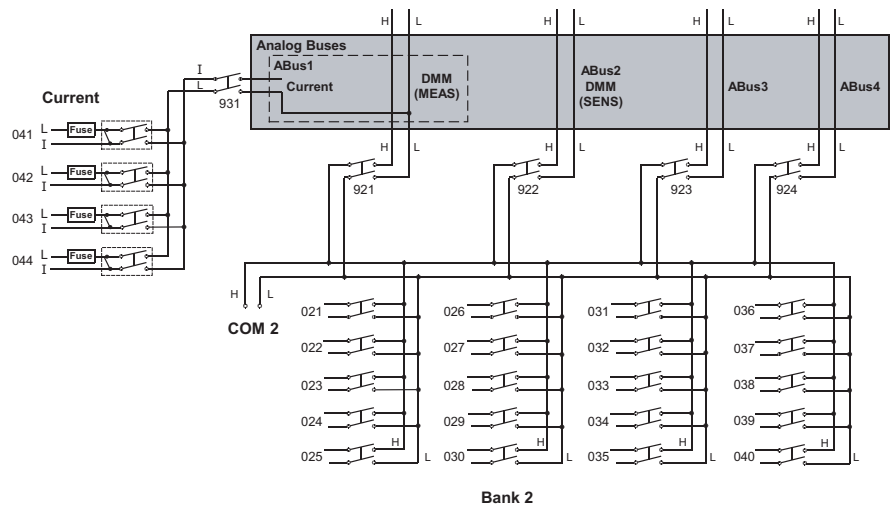 H L H L H L H L
Analog Buses
ABus1
Current
DMM
(MEAS)
ABus2
DMM
(SENS)
ABus3
ABus4
I
L
931
Current
041 L Fuse
I
042 L Fuse
I
043 L Fuse
I
044 L Fuse
I
H L H L H L H L
921 922 923 924
H L
COM 2
021 026 031 036
022 027 032 037
023 028 033 038
024 029 034 039
H H H H
025 030 035 040
L L L L
Bank 2